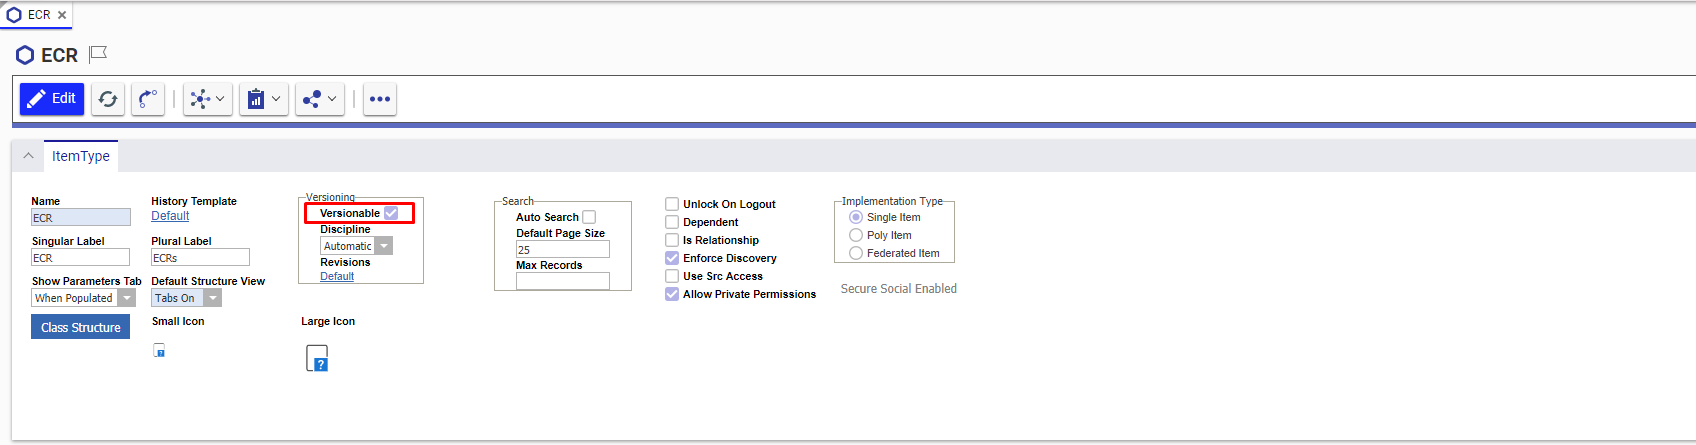 ECR
ECR
Edit
ItemType
Name
ECR
History Template
Default
Singular Label
ECR
Plural Label
ECRs
Show Parameters Tab
When Populated
Default Structure View
Tabs On
Class Structure
Small Icon
?
Large Icon
?
Versioning
Versionable
Discipline
Automatic
Revisions
Default
Search
Auto Search
Default Page Size
25
Max Records
Unlock On Logout
Dependent
Is Relationship
Enforce Discovery
Use Src Access
Allow Private Permissions
Implementation Type
Single Item
Poly Item
Federated Item
Secure Social Enabled